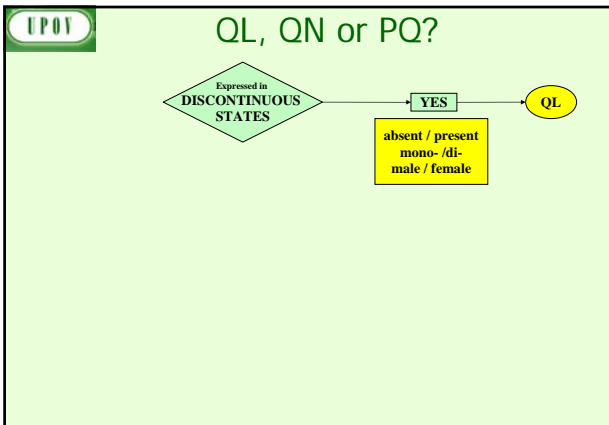 UPOV
QL, QN or PQ?
Expressed in
DISCONTINUOUS
STATES
YES
QL
absent / present
mono- /di-
male / female